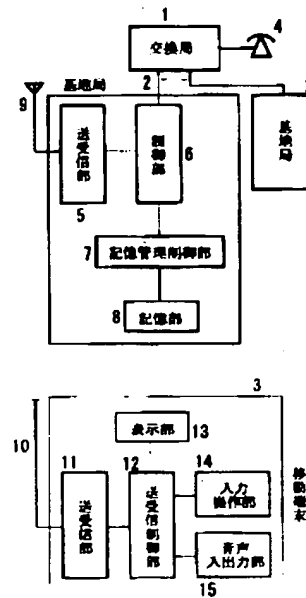 1
交換局
4
2
基地局
9
送受信部
5
制御部
6
基地局
7
記憶管理制御部
8
記憶部
3
10
表示部
13
11
送受信部
12
送受信制御部
14
入力
操作部
音声
入出力部
15
移動端末